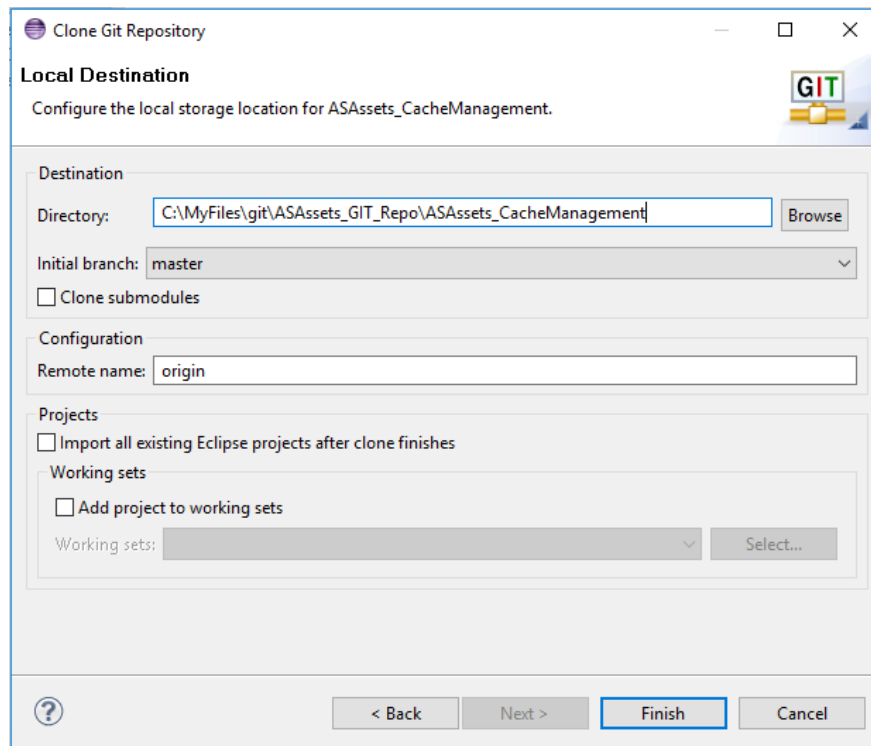 Clone Git Repository
Local Destination
GIT
Configure the local storage location for ASAssets_CacheManagement.
Destination
Directory: C:\MyFiles\git\ASAssets_GIT_Repo\ASAssets_CacheManagement Browse
Initial branch: master
Clone submodules
Configuration
Remote name: origin
Projects
Import all existing Eclipse projects after clone finishes
Working sets
Add project to working sets
Working sets: Select...
? < Back Next > Finish Cancel